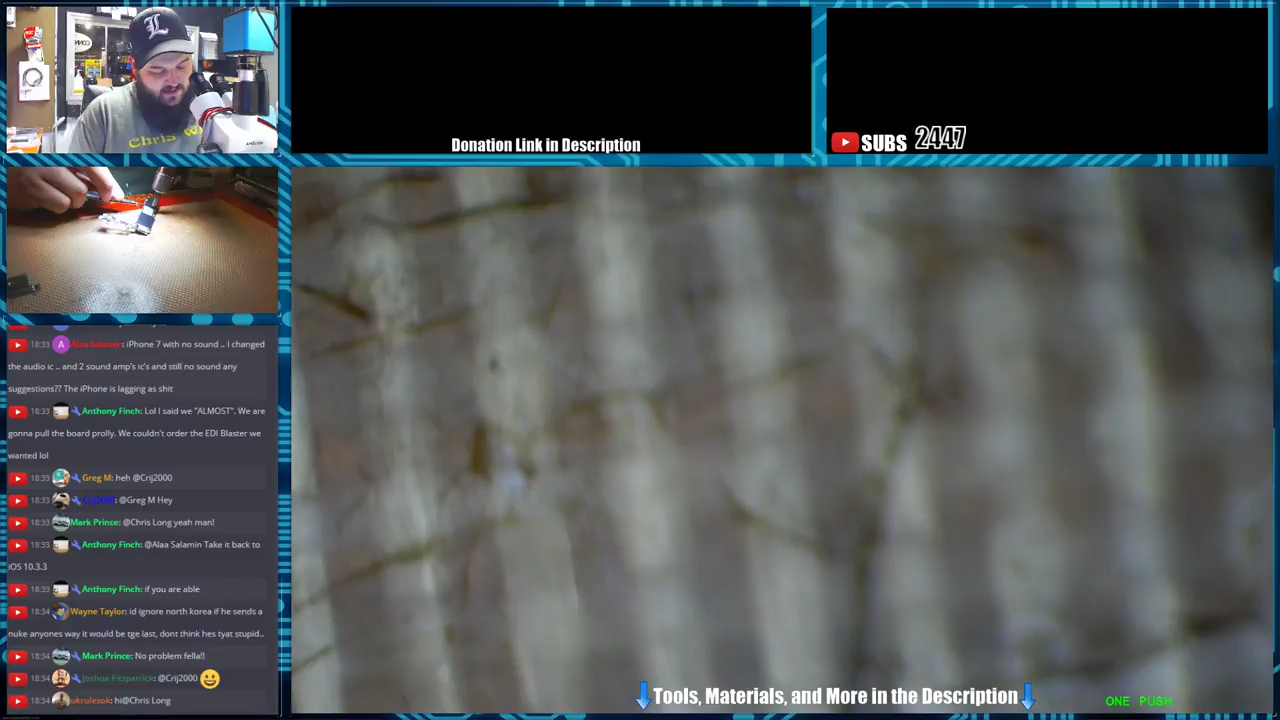 L
chris
Donation Link in Description
SUBS 2447
18:33 A Alaa Salamin: iPhone 7 with no sound .. I changed
the audio ic .. and 2 sound amp's ic's and still no sound any
suggestions?? The iPhone is lagging as shit
18:33 Anthony Finch: Lol I said we "ALMOST". We are
gonna pull the board prolly. We couldn't order the EDI Blaster we
wanted lol
18:33 Greg M: heh @Crij2000
18:33 Crij2000: @Greg M Hey
18:33 Mark Prince: @Chris Long yeah man!
18:33 Anthony Finch: @Alaa Salamin Take it back to
iOS 10.3.3
18:33 Anthony Finch: if you are able
18:34 Wayne Taylor: id ignore north korea if he sends a
nuke anyones way it would be tge last, dont think hes tyat stupid..
18:34 Mark Prince: No problem fella!!
18:34 Joshua Fitzpatrick: @Crij2000
18:34 ukrulesok: hi@Chris Long
Tools, Materials, and More in the Description
ONE PUSH